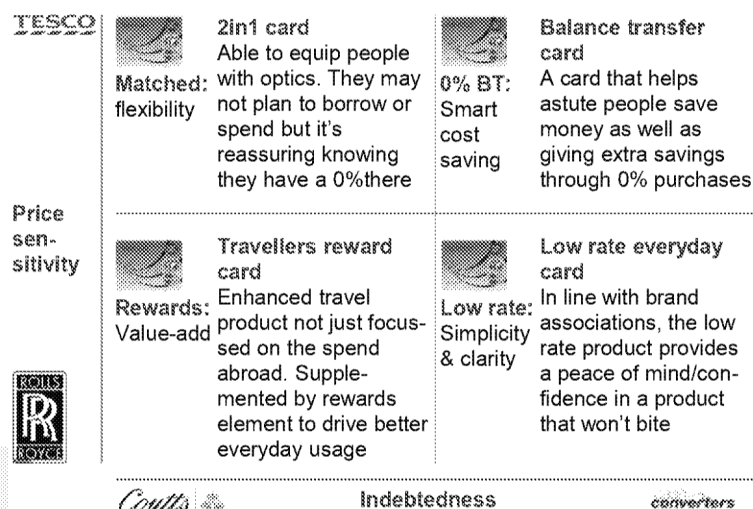 TESCO
2in1 card
Able to equip people
Matched: with optics. They may
flexibility not plan to borrow or
spend but it's
reassuring knowing
they have a 0%there
Balance transfer
card
0% BT: A card that helps
Smart astute people save
cost money as well as
saving giving extra savings
through 0% purchases
Price
sen-
sitivity
Travellers reward
card
Rewards: Enhanced travel
Value-add product not just focus-
sed on the spend
abroad. Supple-
mented by rewards
element to drive better
everyday usage
Low rate everyday
card
Low rate: In line with brand
Simplicity associations, the low
& clarity rate product provides
a peace of mind/con-
fidence in a product
that won't bite
ROLLS
RR
ROYCE
Coutts Indebtedness converters